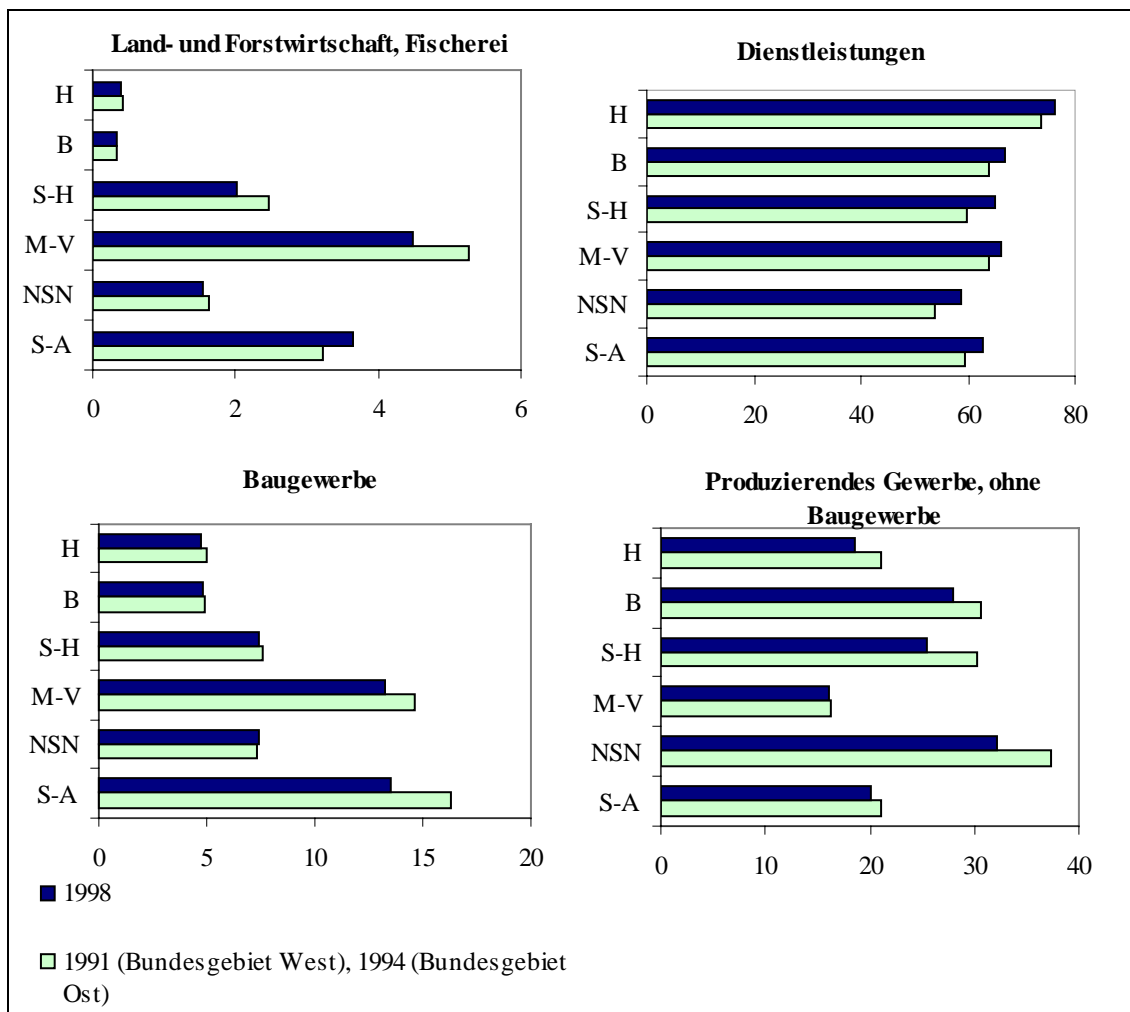 Land- und Forstwirtschaft, Fischerei
H
B
S-H
M-V
NSN
S-A
0 2 4 6
Dienstleistungen
H
B
S-H
M-V
NSN
S-A
0 20 40 60 80
Baugewerbe
H
B
S-H
M-V
NSN
S-A
0 5 10 15 20
Produzierendes Gewerbe, ohne
Baugewerbe
H
B
S-H
M-V
NSN
S-A
0 10 20 30 40
1998
1991 (Bundesgebiet West), 1994 (Bundesgebiet
Ost)